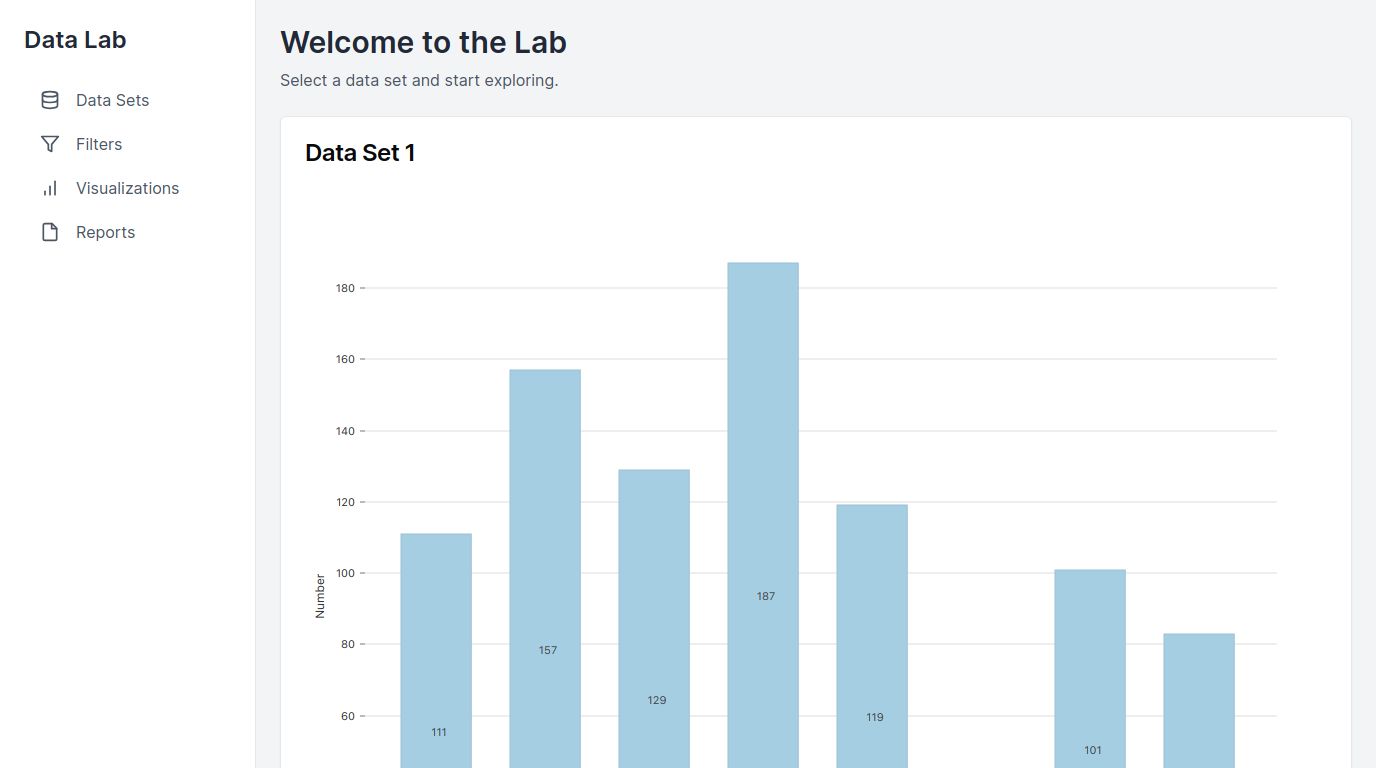 Data Lab
Data Sets
Filters
Visualizations
Reports
Welcome to the Lab
Select a data set and start exploring.
Data Set 1
180
160
140
120
100
80
60
Number
111
157
129
187
119
101